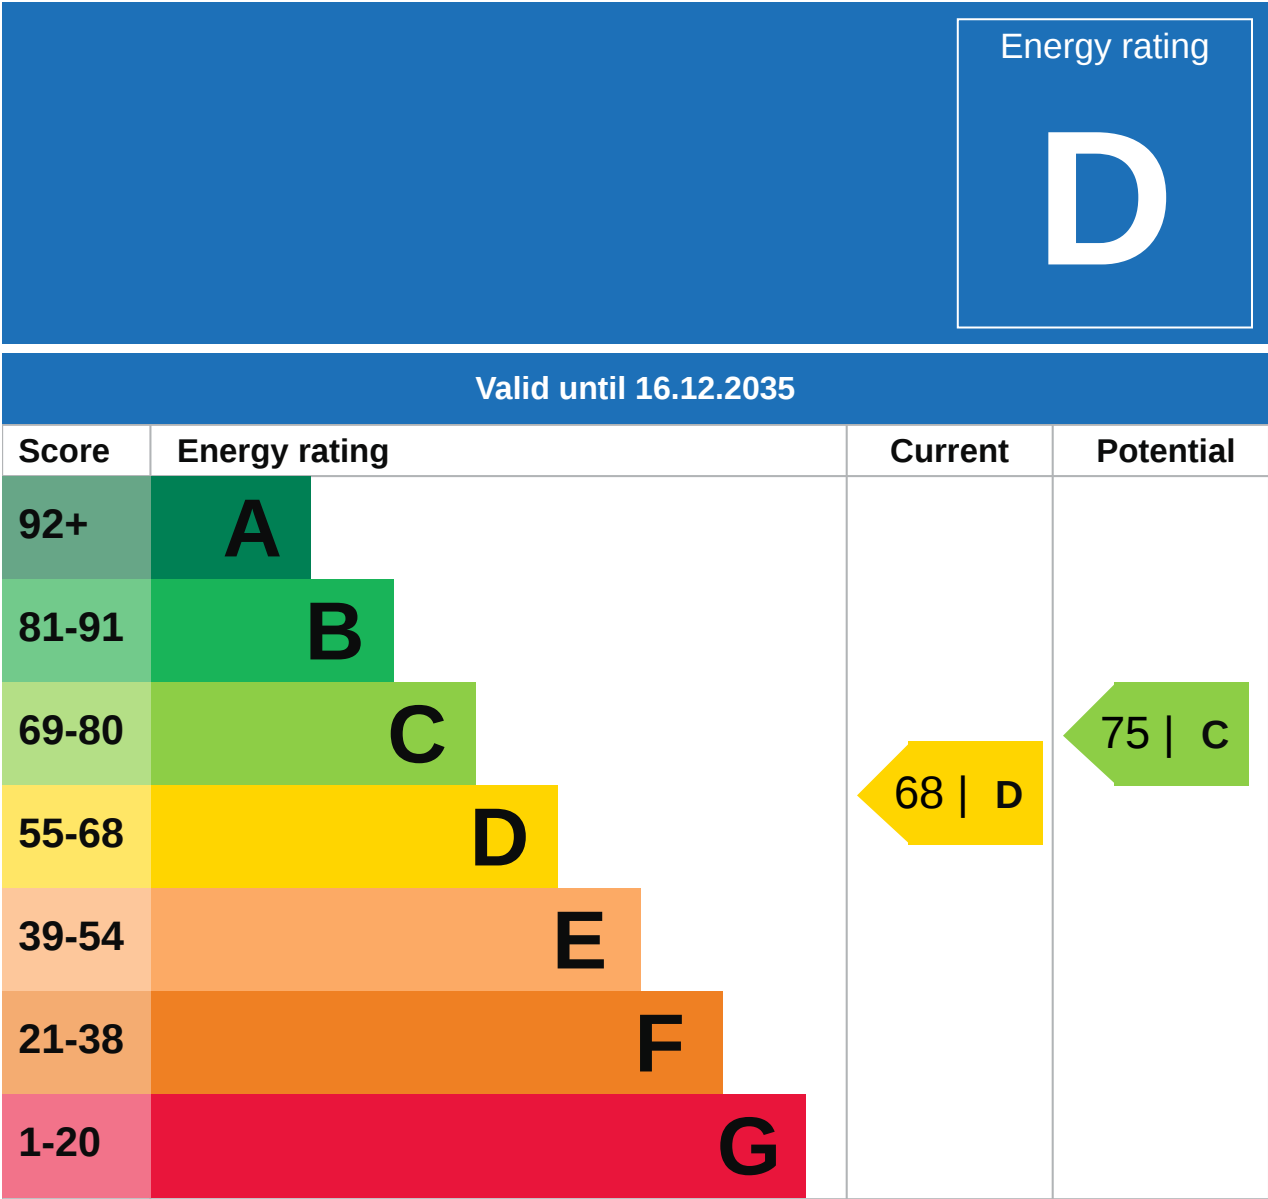 Energy rating
D
Valid until 16.12.2035
Score Energy rating Current Potential
92+ A
81-91 B
69-80 C 75 | C
55-68 D 68 | D
39-54 E
21-38 F
1-20 G